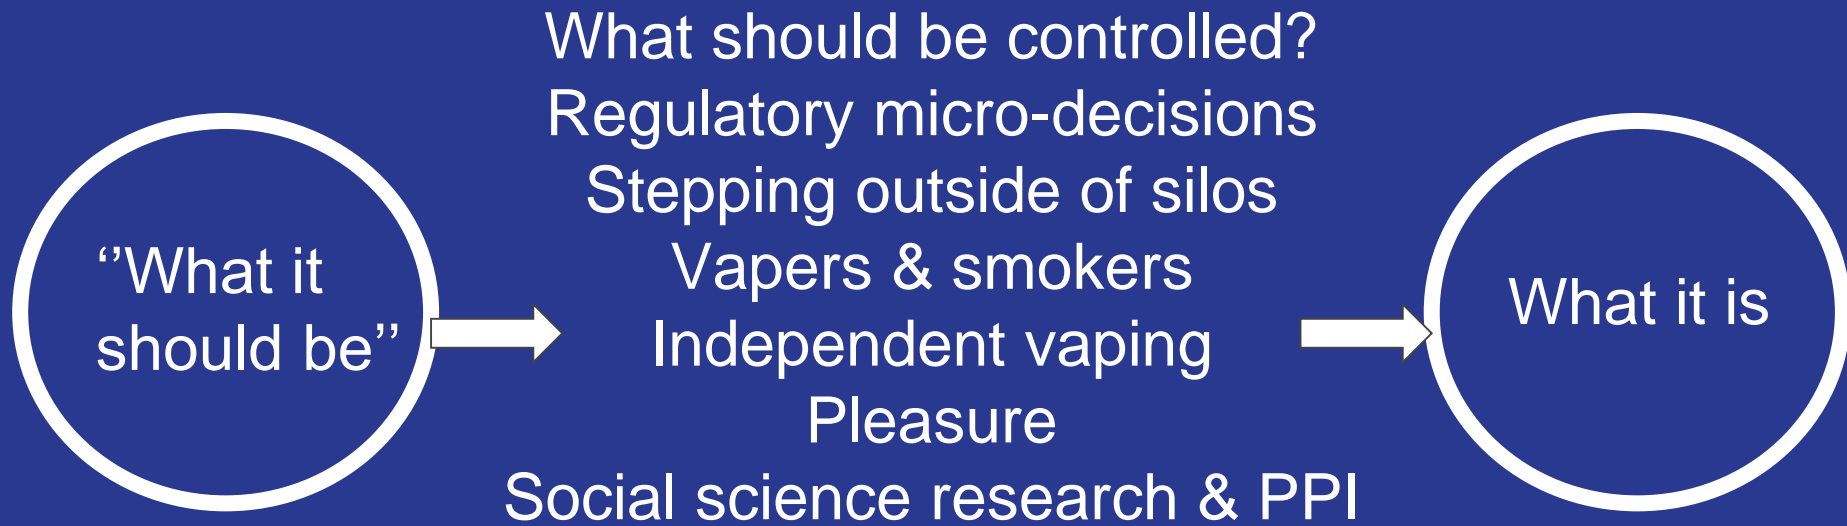 What should be controlled?
Regulatory micro-decisions
Stepping outside of silos
Vapers & smokers
Independent vaping
Pleasure
Social science research & PPI
‘’What it
should be’’
What it is